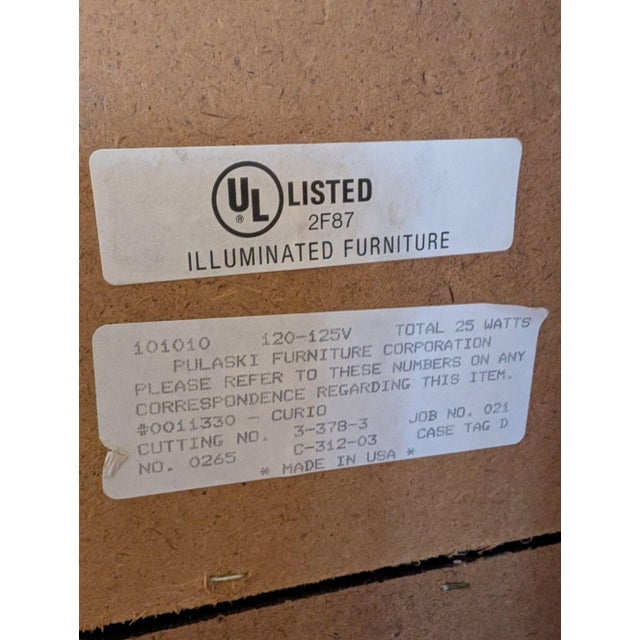 UL® LISTED
2F87
ILLUMINATED FURNITURE
101010 120-125V TOTAL 25 WATTS
PULASKI FURNITURE CORPORATION
PLEASE REFER TO THESE NUMBERS ON ANY
CORRESPONDENCE REGARDING THIS ITEM.
#0011330 - CURIO
CUTTING NO. 3-378-3 JOB NO. 021
NO. 0265 C-312-03 CASE TAG D
* MADE IN USA *